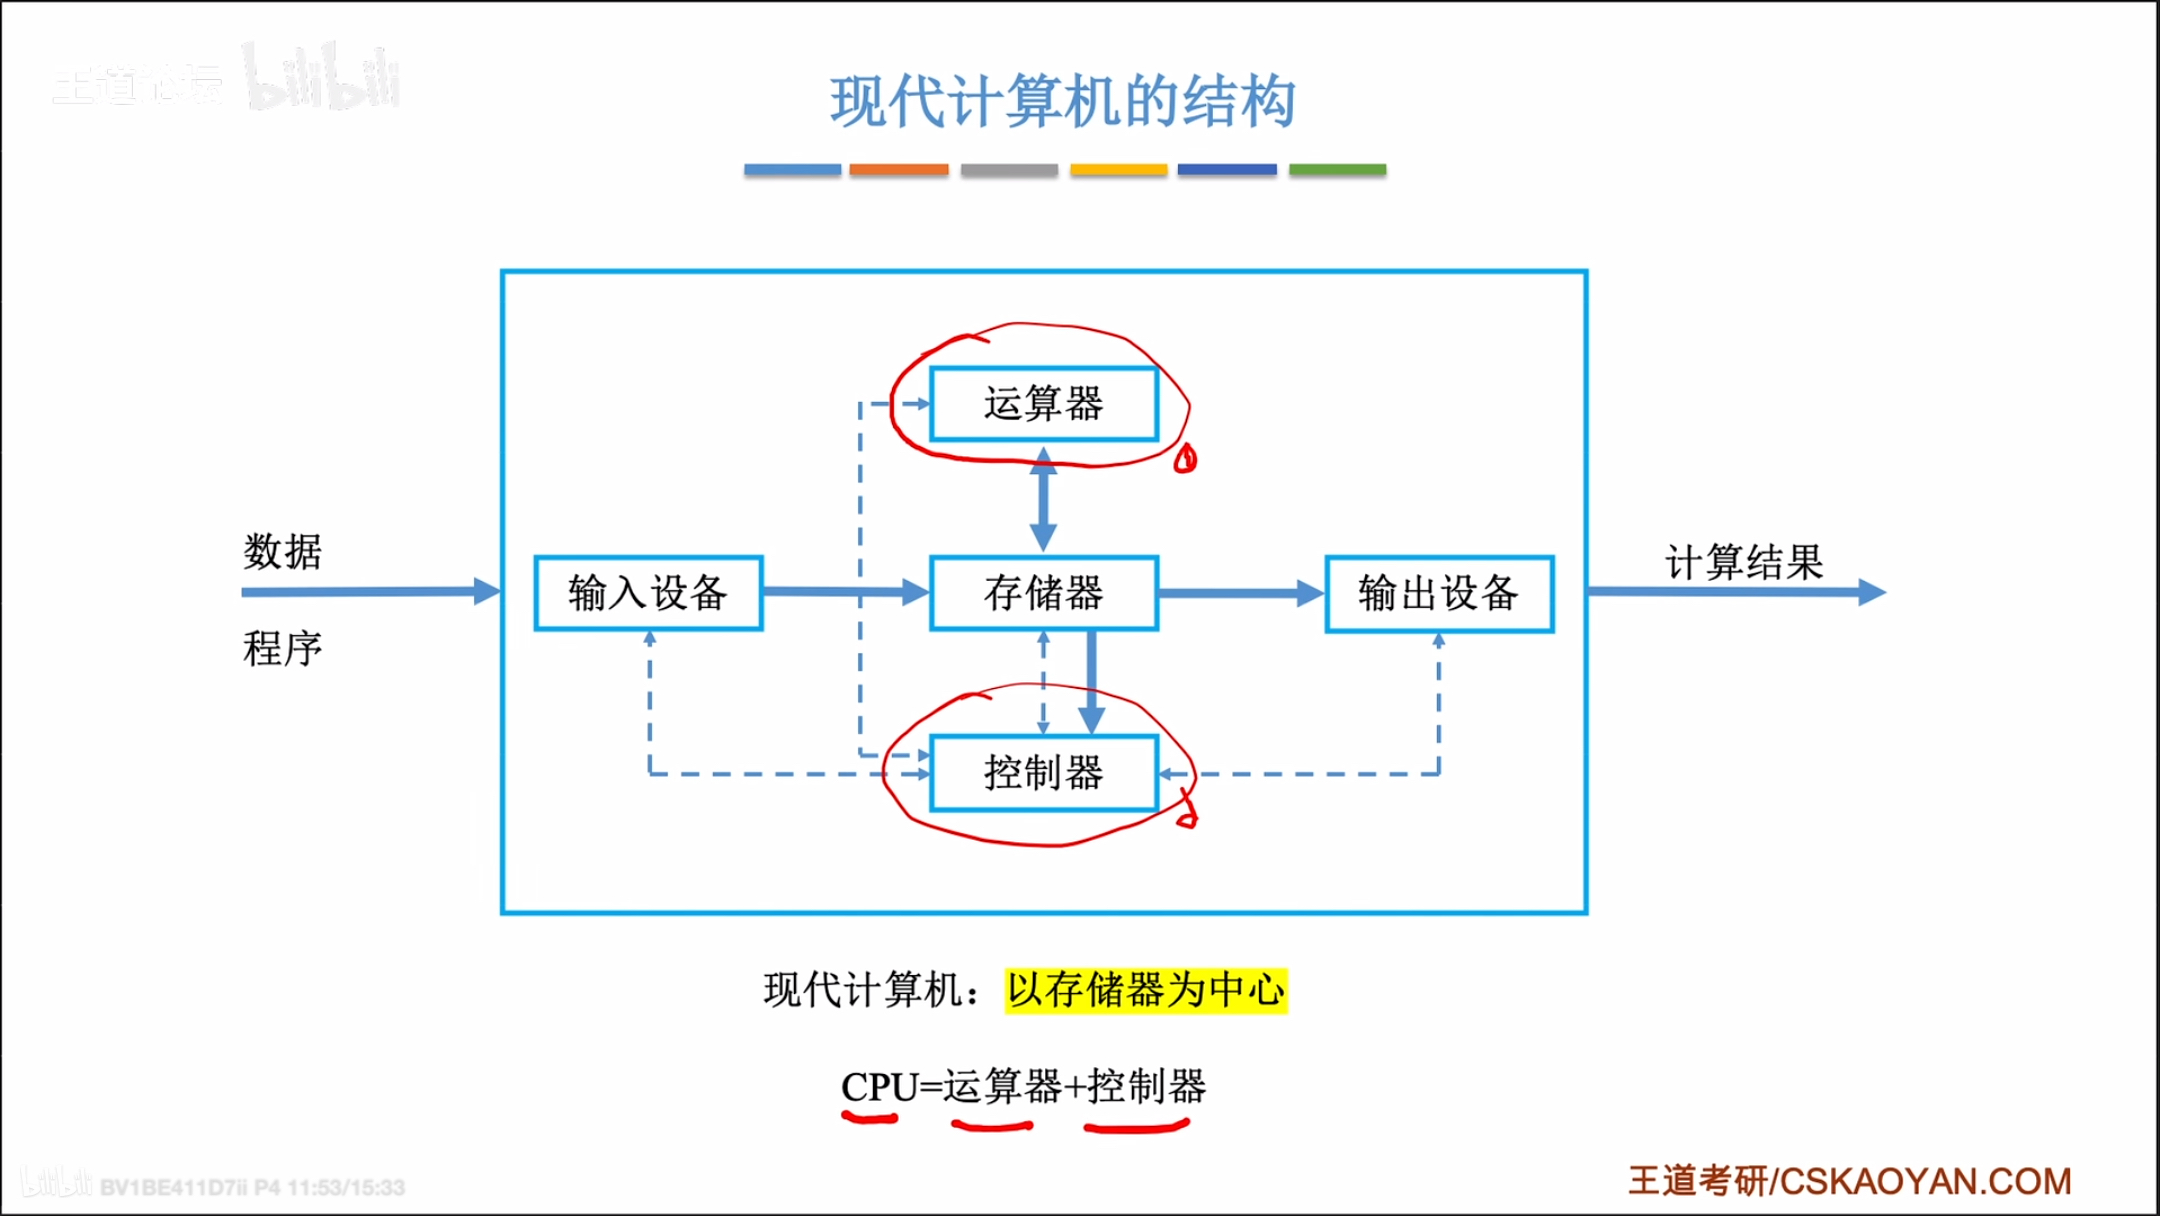 王道论坛 bilibili
现代计算机的结构
运算器
数据
程序
输入设备
存储器
输出设备
计算结果
控制器
现代计算机：以存储器为中心
CPU=运算器+控制器
bilibili BV1BE411D7ii P4 11:53/15:33
王道考研/CSKAOYAN.COM